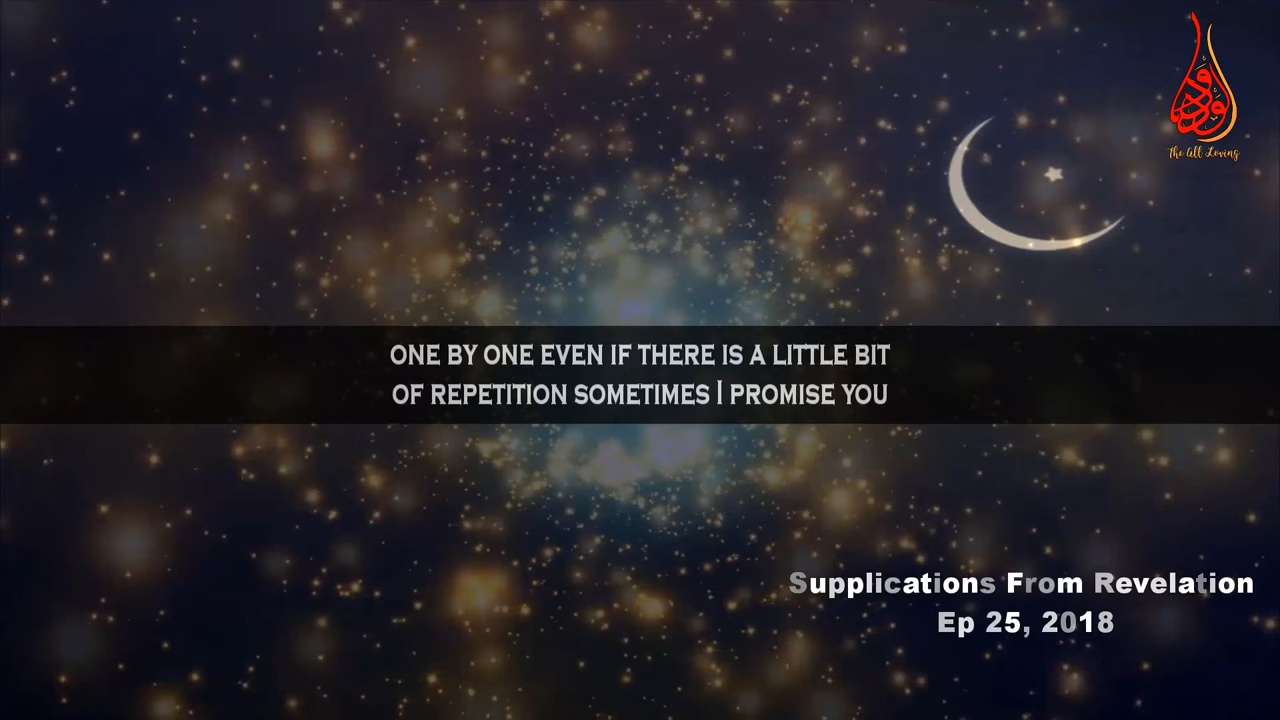 الودود
The All Loving
ONE BY ONE EVEN IF THERE IS A LITTLE BIT
OF REPETITION SOMETIMES I PROMISE YOU
Supplications From Revelation
Ep 25, 2018